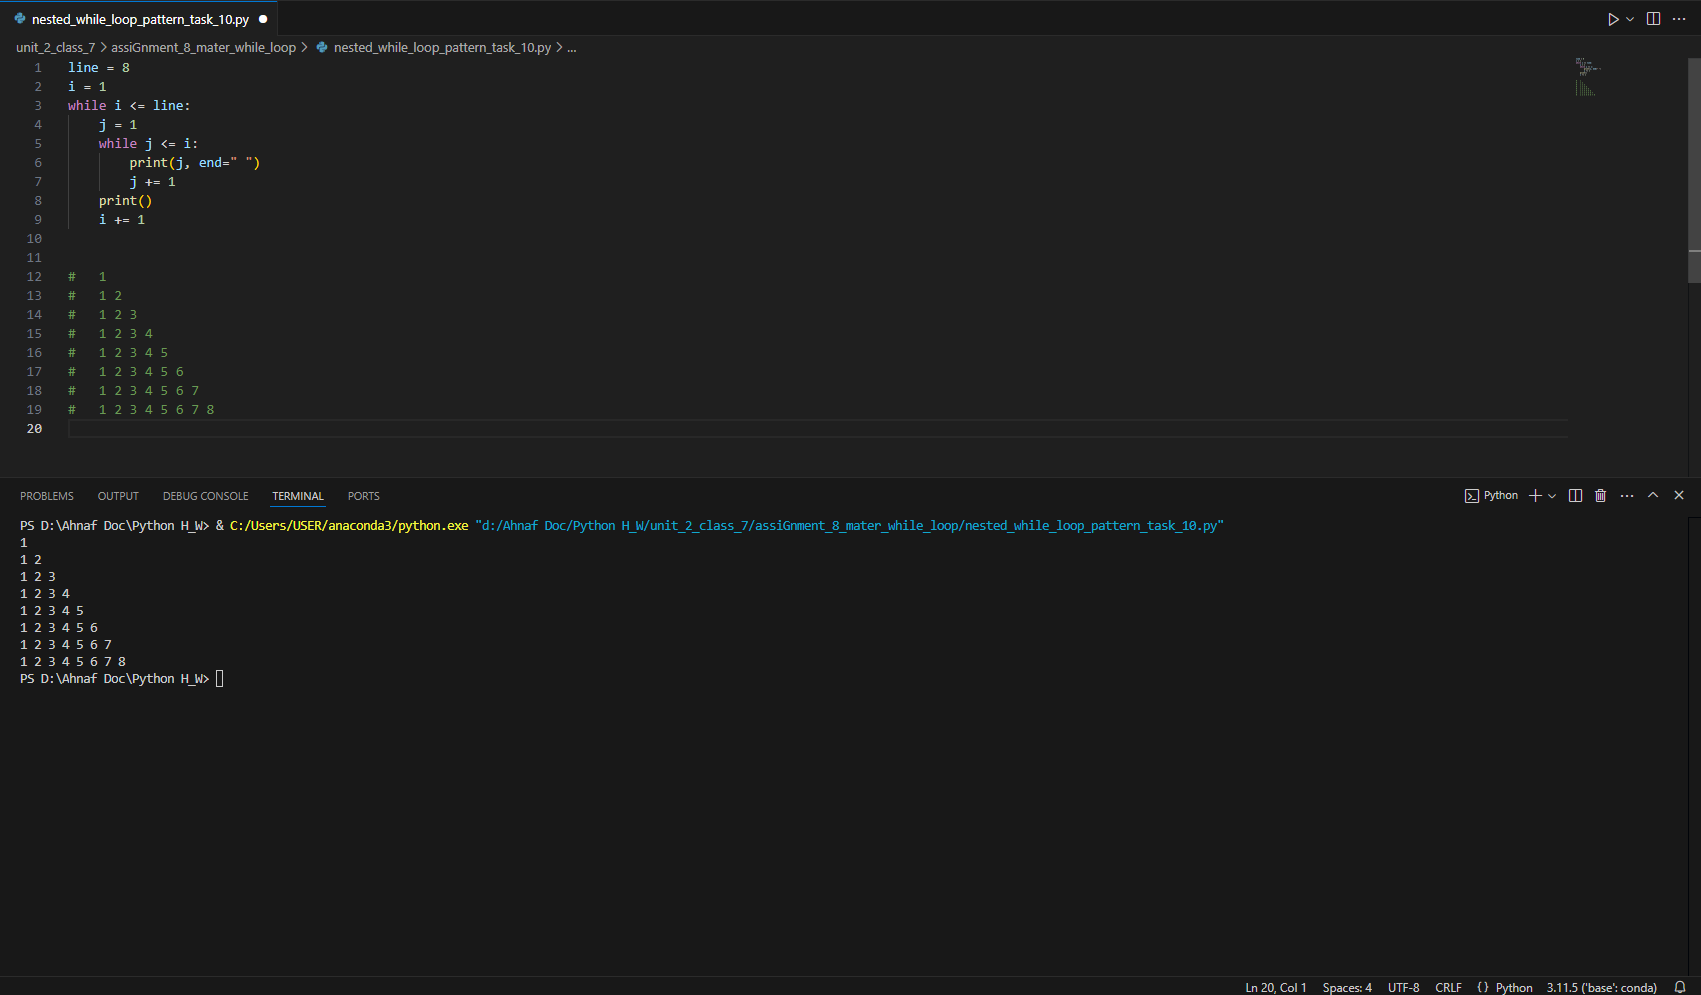 nested_while_loop_pattern_task_10.py
unit_2_class_7 > assiGnment_8_mater_while_loop > nested_while_loop_pattern_task_10.py > ...
1 line = 8
2 i = 1
3 while i <= line:
4     j = 1
5     while j <= i:
6         print(j, end=" ")
7         j += 1
8     print()
9     i += 1
10
11
12 #   1
13 #   1 2
14 #   1 2 3
15 #   1 2 3 4
16 #   1 2 3 4 5
17 #   1 2 3 4 5 6
18 #   1 2 3 4 5 6 7
19 #   1 2 3 4 5 6 7 8
20
PROBLEMS OUTPUT DEBUG CONSOLE TERMINAL PORTS Python
PS D:\Ahnaf Doc\Python H_W> & C:/Users/USER/anaconda3/python.exe "d:/Ahnaf Doc/Python H_W/unit_2_class_7/assiGnment_8_mater_while_loop/nested_while_loop_pattern_task_10.py"
1
1 2
1 2 3
1 2 3 4
1 2 3 4 5
1 2 3 4 5 6
1 2 3 4 5 6 7
1 2 3 4 5 6 7 8
PS D:\Ahnaf Doc\Python H_W>
Ln 20, Col 1 Spaces: 4 UTF-8 CRLF {} Python 3.11.5 ('base': conda)